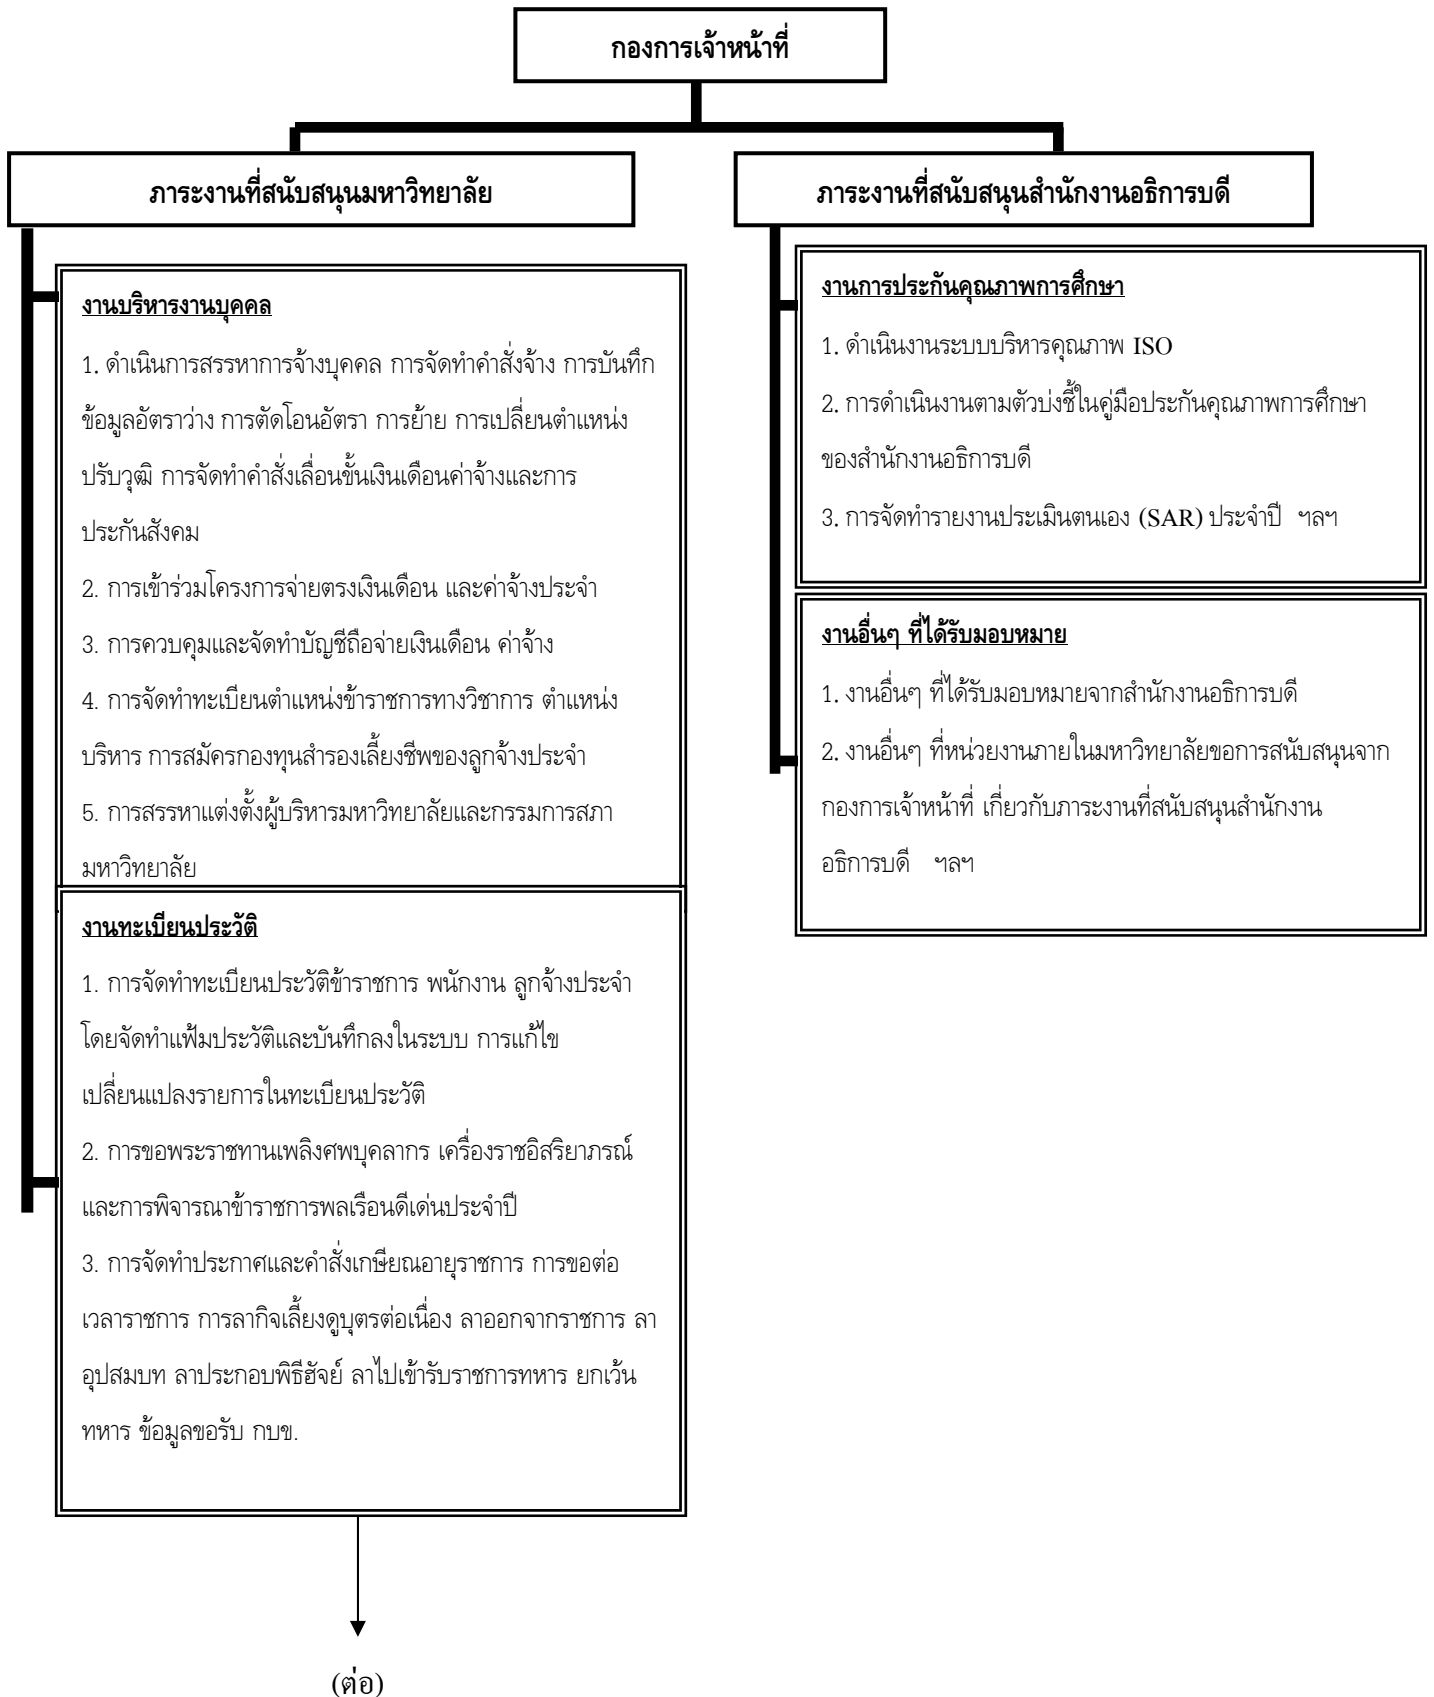 กองการเจ้าหน้าที่
ภาระงานที่สนับสนุนมหาวิทยาลัย
งานบริหารงานบุคคล
1. ดำเนินการสรรหาการจ้างบุคคล การจัดทำคำสั่งจ้าง การบันทึก
ข้อมูลอัตราว่าง การตัดโอนอัตรา การย้าย การเปลี่ยนตำแหน่ง
ปรับวุฒิ การจัดทำคำสั่งเลื่อนขั้นเงินเดือนค่าจ้างและการ
ประกันสังคม
2. การเข้าร่วมโครงการจ่ายตรงเงินเดือน และค่าจ้างประจำ
3. การควบคุมและจัดทำบัญชีถือจ่ายเงินเดือน ค่าจ้าง
4. การจัดทำทะเบียนตำแหน่งข้าราชการทางวิชาการ ตำแหน่ง
บริหาร การสมัครกองทุนสำรองเลี้ยงชีพของลูกจ้างประจำ
5. การสรรหาแต่งตั้งผู้บริหารมหาวิทยาลัยและกรรมการสภา
มหาวิทยาลัย
งานทะเบียนประวัติ
1. การจัดทำทะเบียนประวัติข้าราชการ พนักงาน ลูกจ้างประจำ
โดยจัดทำแฟ้มประวัติและบันทึกลงในระบบ การแก้ไข
เปลี่ยนแปลงรายการในทะเบียนประวัติ
2. การขอพระราชทานเพลิงศพบุคลากร เครื่องราชอิสริยาภรณ์
และการพิจารณาข้าราชการพลเรือนดีเด่นประจำปี
3. การจัดทำประกาศและคำสั่งเกษียณอายุราชการ การขอต่อ
เวลาราชการ การลากิจเลี้ยงดูบุตรต่อเนื่อง ลาออกจากราชการ ลา
อุปสมบท ลาประกอบพิธีฮัจย์ ลาไปเข้ารับราชการทหาร ยกเว้น
ทหาร ข้อมูลขอรับ กบข.
(ต่อ)
ภาระงานที่สนับสนุนสำนักงานอธิการบดี
งานการประกันคุณภาพการศึกษา
1. ดำเนินงานระบบบริหารคุณภาพ ISO
2. การดำเนินงานตามตัวบ่งชี้ในคู่มือประกันคุณภาพการศึกษา
ของสำนักงานอธิการบดี
3. การจัดทำรายงานประเมินตนเอง (SAR) ประจำปี ฯลฯ
งานอื่นๆ ที่ได้รับมอบหมาย
1. งานอื่นๆ ที่ได้รับมอบหมายจากสำนักงานอธิการบดี
2. งานอื่นๆ ที่หน่วยงานภายในมหาวิทยาลัยขอการสนับสนุนจาก
กองการเจ้าหน้าที่ เกี่ยวกับภาระงานที่สนับสนุนสำนักงาน
อธิการบดี ฯลฯ